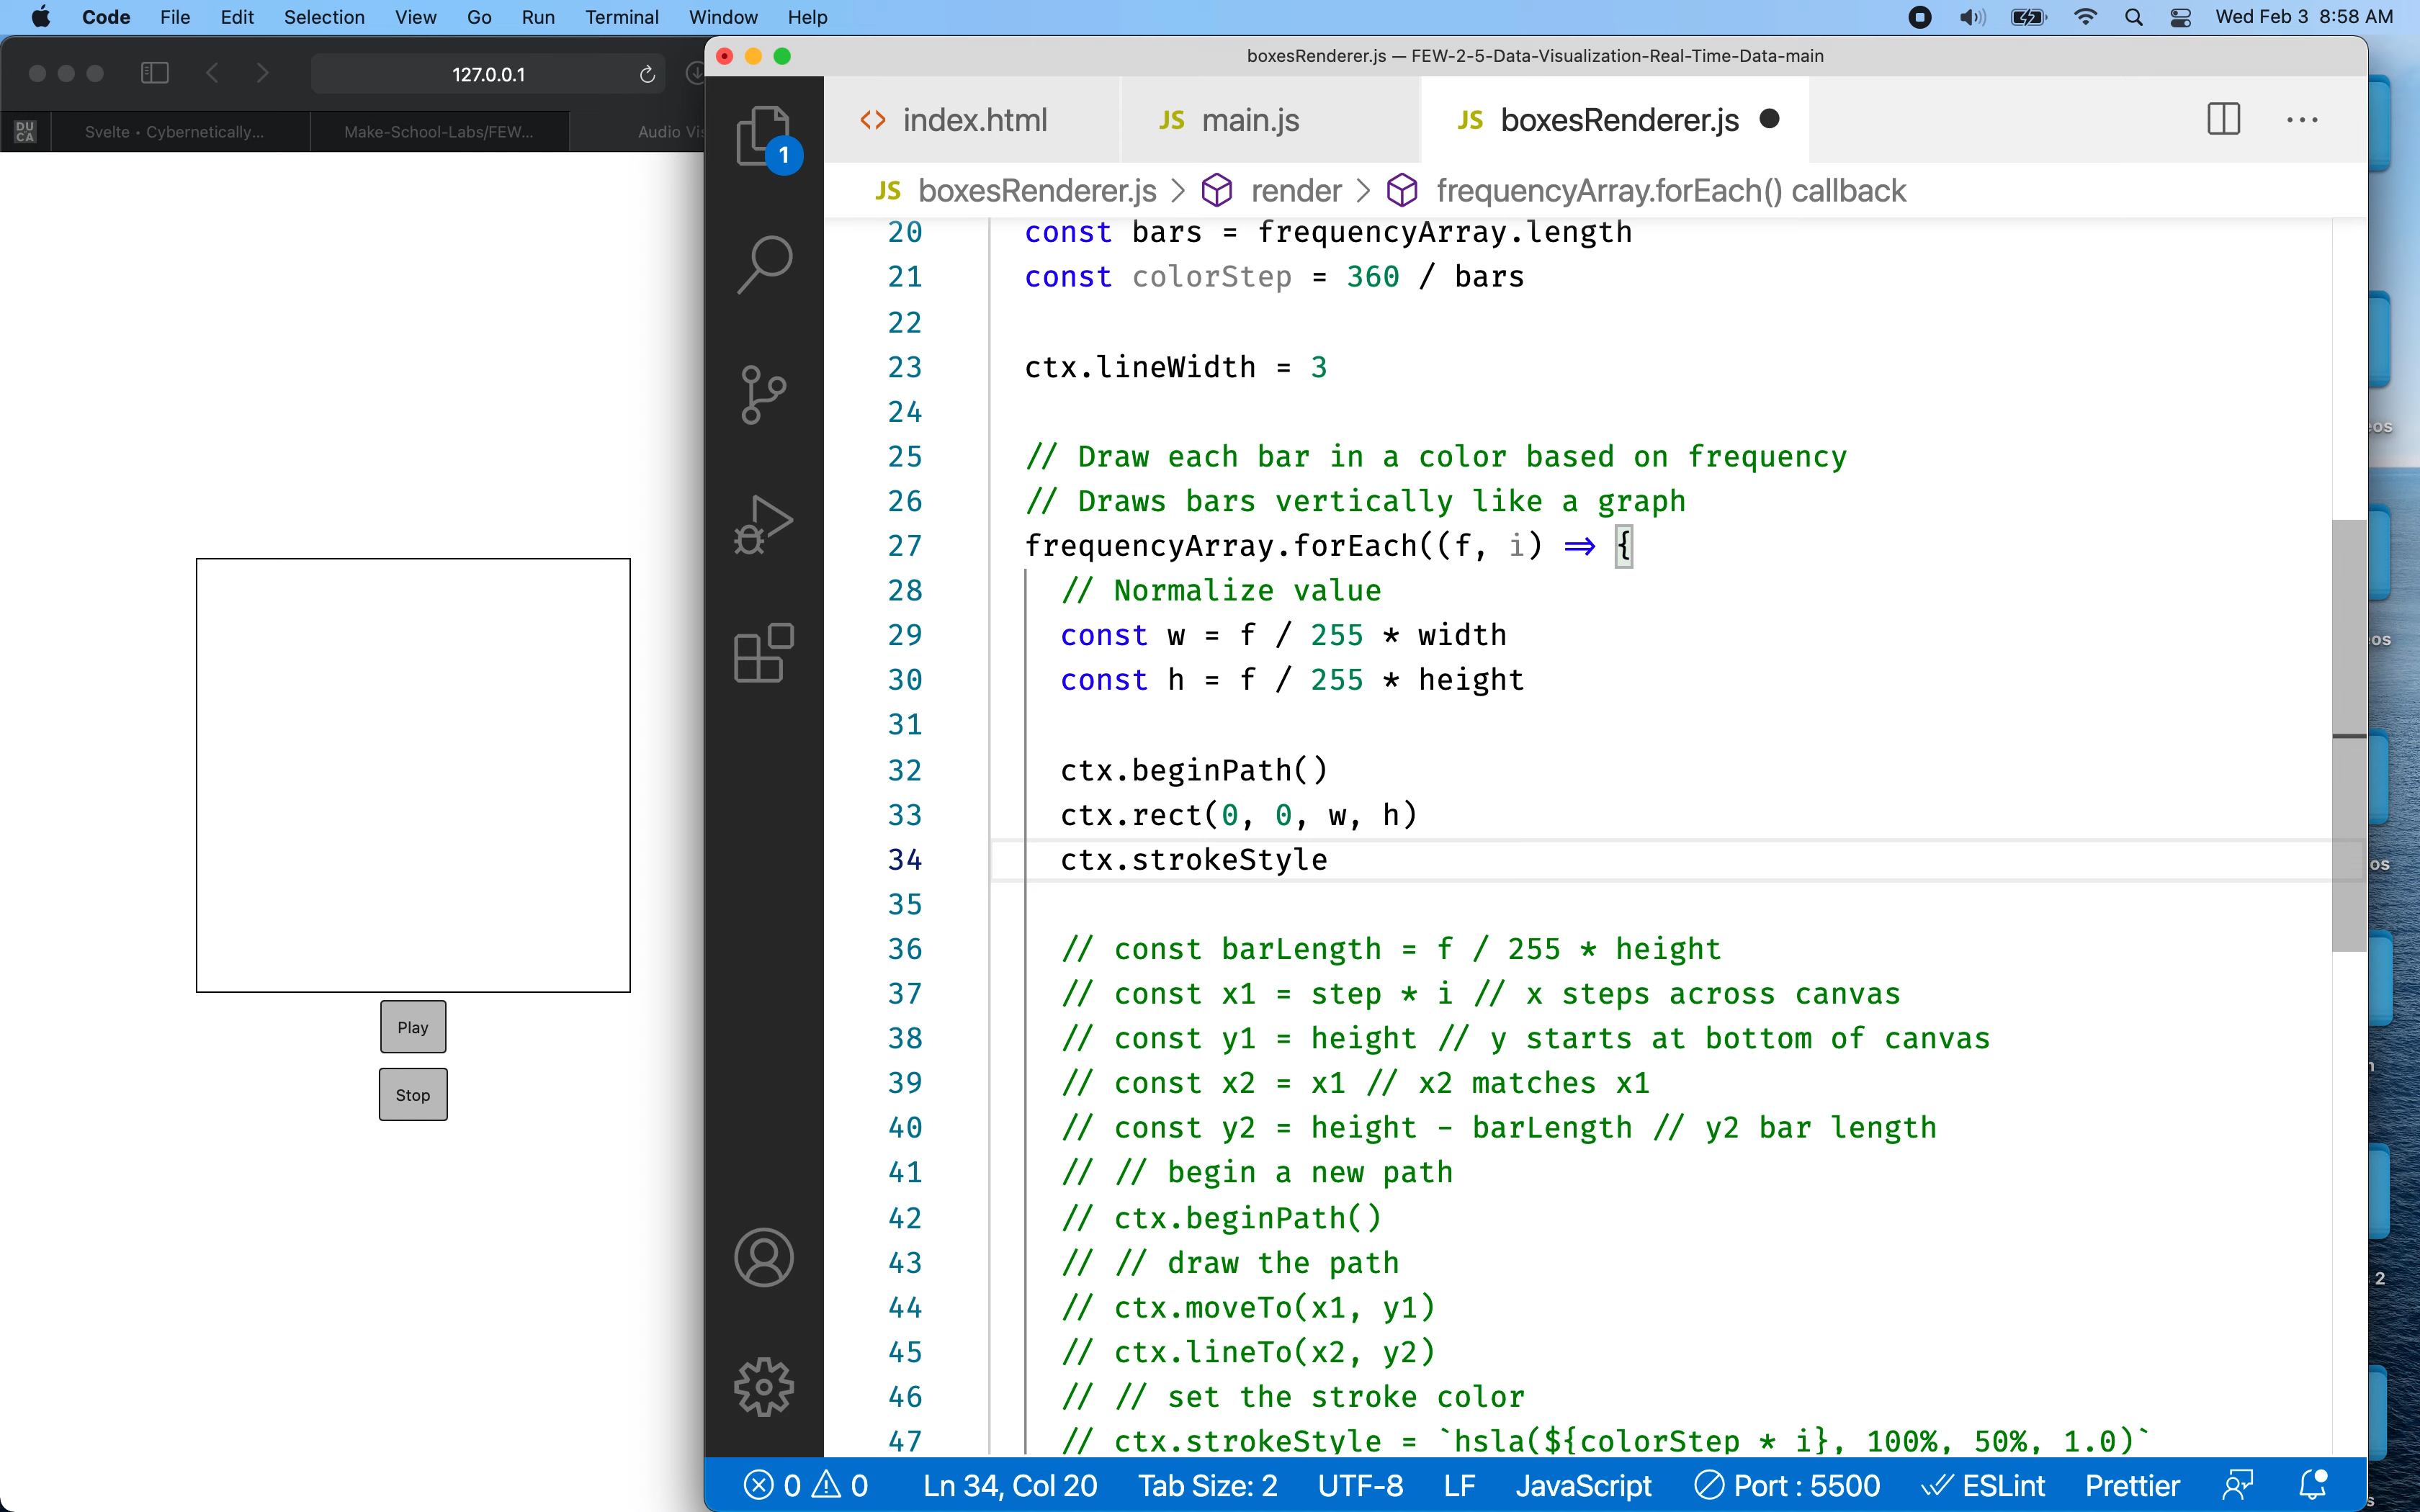 Code File Edit Selection View Go Run Terminal Window Help Wed Feb 3 8:58 AM
127.0.0.1
DU CA Svelte • Cybernetically... Make-School-Labs/FEW... Audio Vi
Play
Stop
boxesRenderer.js — FEW-2-5-Data-Visualization-Real-Time-Data-main
<> index.html JS main.js JS boxesRenderer.js
1
JS boxesRenderer.js > render > frequencyArray.forEach() callback
20 const bars = frequencyArray.length
21 const colorStep = 360 / bars
22
23 ctx.lineWidth = 3
24
25 // Draw each bar in a color based on frequency
26 // Draws bars vertically like a graph
27 frequencyArray.forEach((f, i) => {
28 // Normalize value
29 const w = f / 255 * width
30 const h = f / 255 * height
31
32 ctx.beginPath()
33 ctx.rect(0, 0, w, h)
34 ctx.strokeStyle
35
36 // const barLength = f / 255 * height
37 // const x1 = step * i // x steps across canvas
38 // const y1 = height // y starts at bottom of canvas
39 // const x2 = x1 // x2 matches x1
40 // const y2 = height - barLength // y2 bar length
41 // // begin a new path
42 // ctx.beginPath()
43 // // draw the path
44 // ctx.moveTo(x1, y1)
45 // ctx.lineTo(x2, y2)
46 // // set the stroke color
47 // ctx.strokeStyle = `hsla(${colorStep * i}, 100%, 50%, 1.0)`
0 0 Ln 34, Col 20 Tab Size: 2 UTF-8 LF JavaScript Port : 5500 ESLint Prettier
os
2